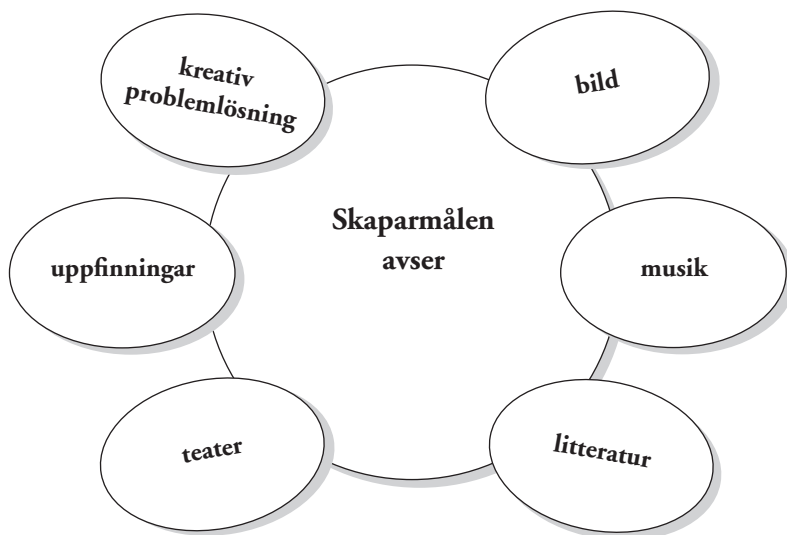 kreativ
problemlösning
bild
Skaparmålen
avser
uppfinningar
musik
teater
litteratur